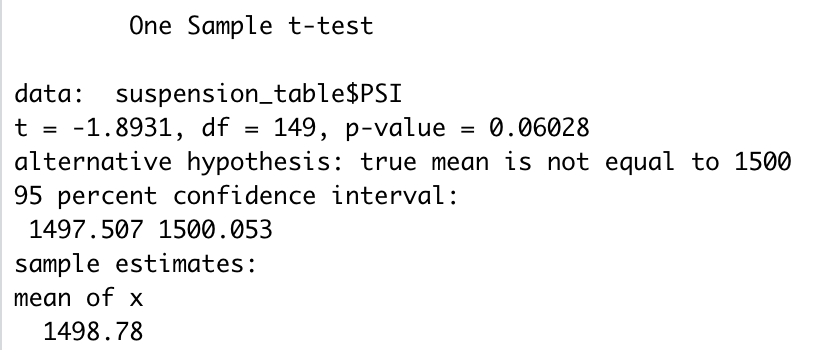 One Sample t-test
data:  suspension_table$PSI
t = -1.8931, df = 149, p-value = 0.06028
alternative hypothesis: true mean is not equal to 1500
95 percent confidence interval:
1497.507 1500.053
sample estimates:
mean of x
1498.78